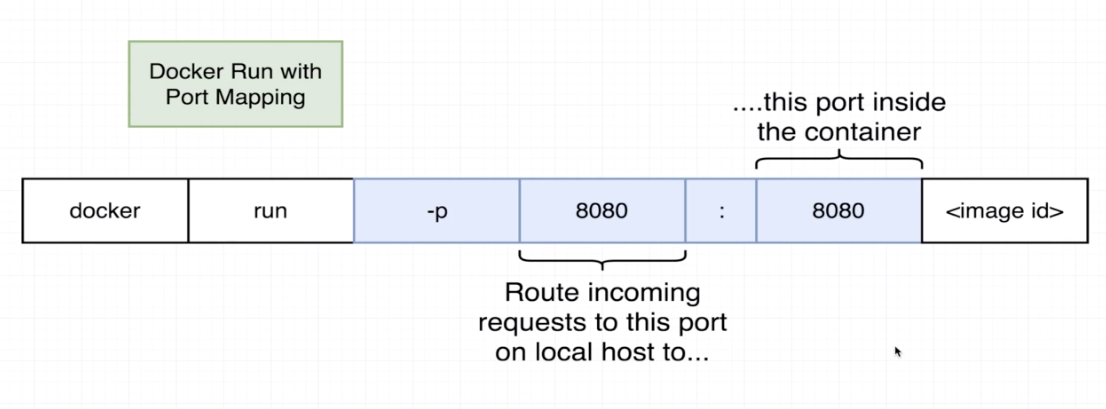 Docker Run with
Port Mapping
....this port inside
the container
docker run -p 8080 : 8080 <image id>
Route incoming
requests to this port
on local host to...